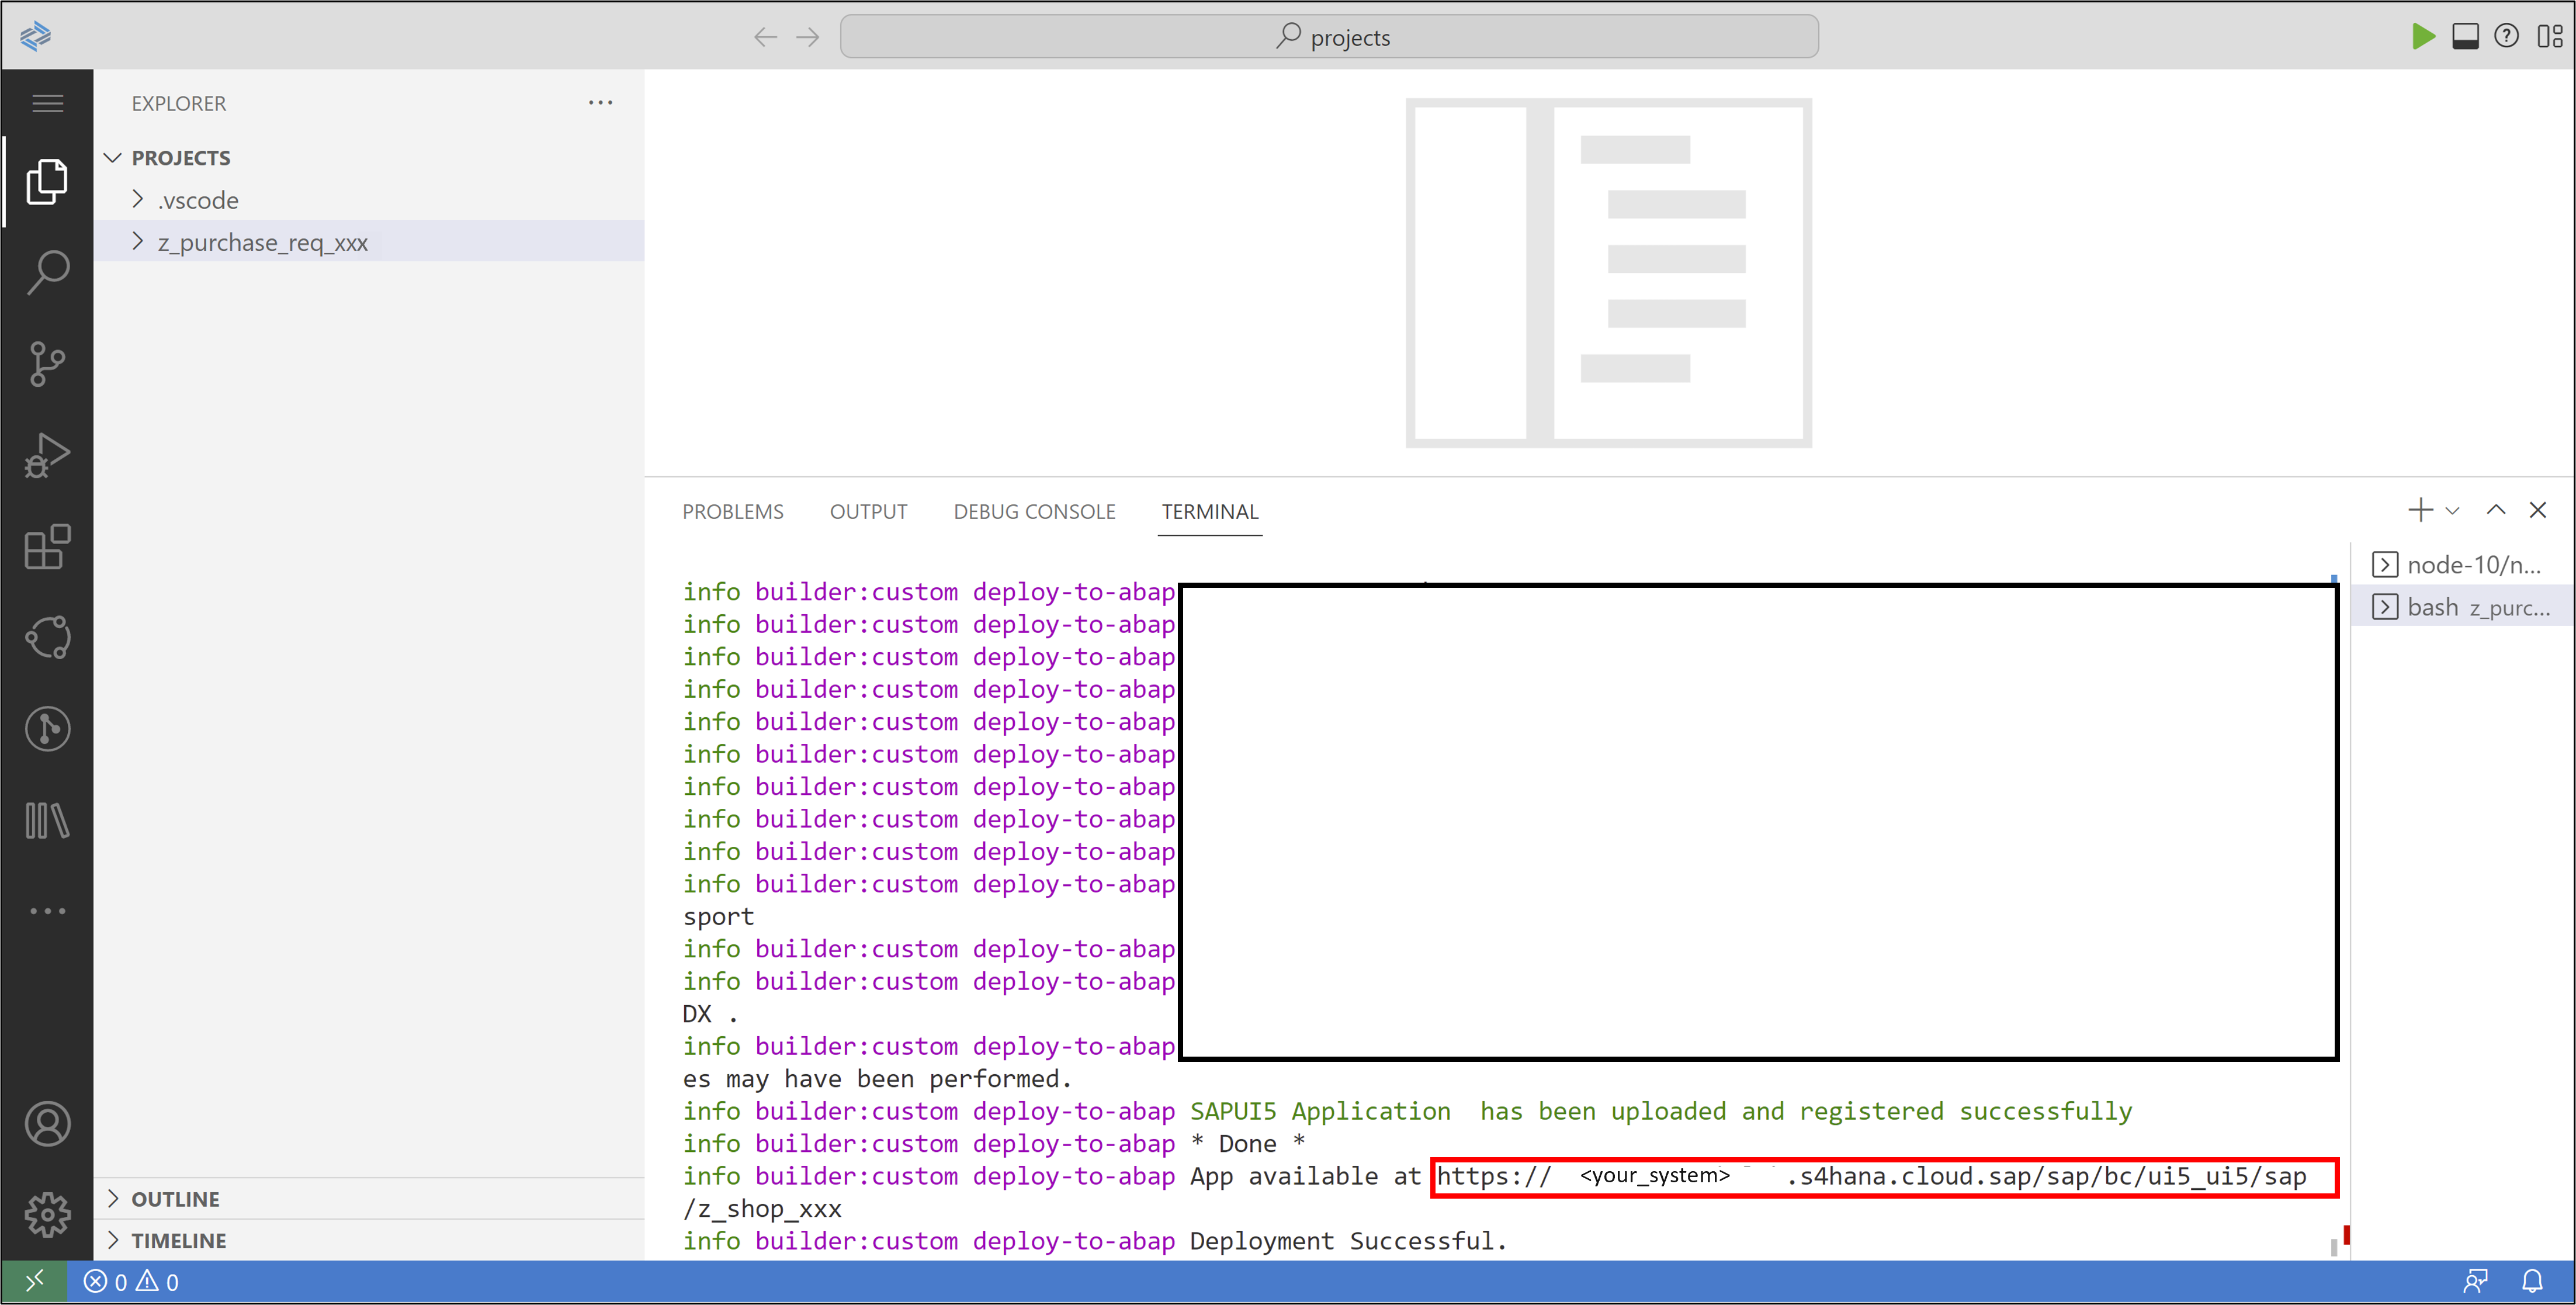 projects
EXPLORER
PROJECTS
.vscode
z_purchase_req_xxx
PROBLEMS OUTPUT DEBUG CONSOLE TERMINAL
node-10/n...
bash z_purc...
info builder:custom deploy-to-abap
info builder:custom deploy-to-abap
info builder:custom deploy-to-abap
info builder:custom deploy-to-abap
info builder:custom deploy-to-abap
info builder:custom deploy-to-abap
info builder:custom deploy-to-abap
info builder:custom deploy-to-abap
info builder:custom deploy-to-abap
info builder:custom deploy-to-abap
sport
info builder:custom deploy-to-abap
info builder:custom deploy-to-abap
DX .
info builder:custom deploy-to-abap
es may have been performed.
info builder:custom deploy-to-abap SAPUI5 Application has been uploaded and registered successfully
info builder:custom deploy-to-abap * Done *
info builder:custom deploy-to-abap App available at https:// <your_system> .s4hana.cloud.sap/sap/bc/ui5_ui5/sap
/z_shop_xxx
info builder:custom deploy-to-abap Deployment Successful.
OUTLINE
TIMELINE
0 0